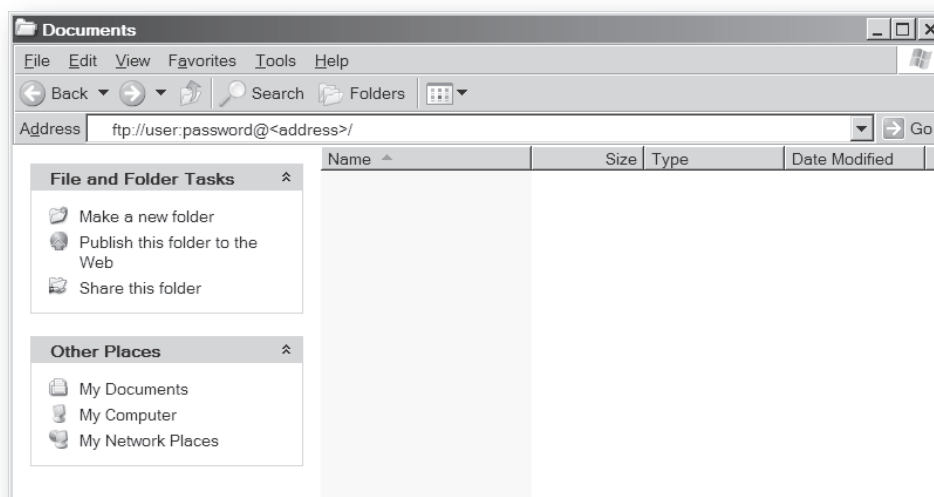 Documents
File Edit View Favorites Tools Help
Back Search Folders
Address ftp://user:password@<address>/ Go
Name Size Type Date Modified
File and Folder Tasks
Make a new folder
Publish this folder to the
Web
Share this folder
Other Places
My Documents
My Computer
My Network Places